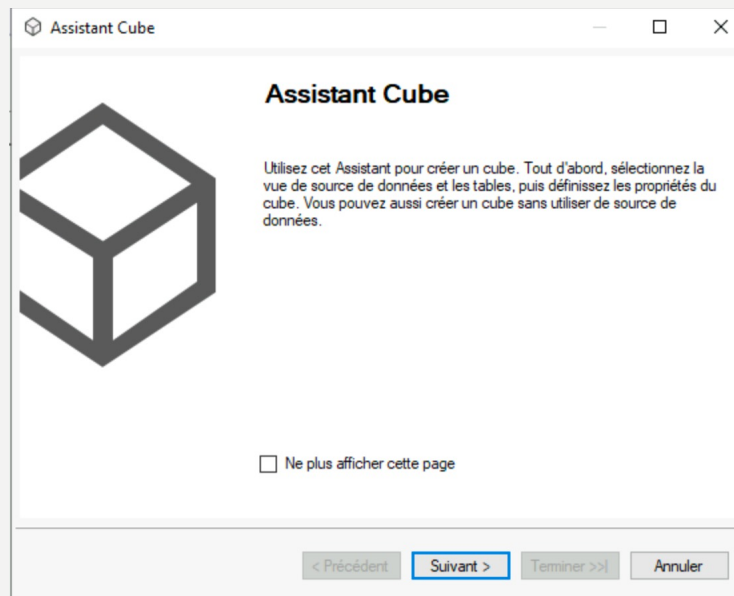 Assistant Cube
Assistant Cube
Utilisez cet Assistant pour créer un cube. Tout d'abord, sélectionnez la
vue de source de données et les tables, puis définissez les propriétés du
cube. Vous pouvez aussi créer un cube sans utiliser de source de
données.
Ne plus afficher cette page
< Précédent Suivant > Terminer >>| Annuler